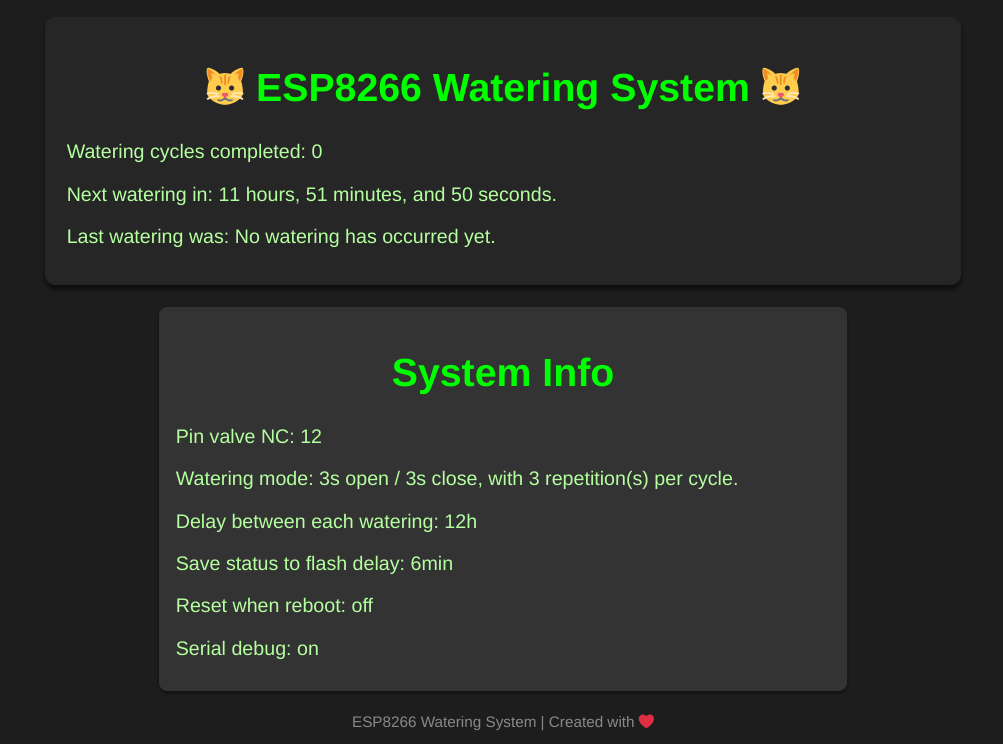 🐱 ESP8266 Watering System 🐱
Watering cycles completed: 0
Next watering in: 11 hours, 51 minutes, and 50 seconds.
Last watering was: No watering has occurred yet.
System Info
Pin valve NC: 12
Watering mode: 3s open / 3s close, with 3 repetition(s) per cycle.
Delay between each watering: 12h
Save status to flash delay: 6min
Reset when reboot: off
Serial debug: on
ESP8266 Watering System | Created with ❤️